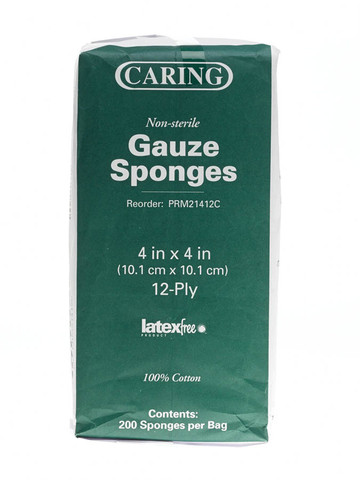 CARING
Non-sterile
Gauze
Sponges
Reorder: PRM21412C
4 in x 4 in
(10.1 cm x 10.1 cm)
12-Ply
latexfree
PRODUCT
100% Cotton
Contents:
200 Sponges per Bag